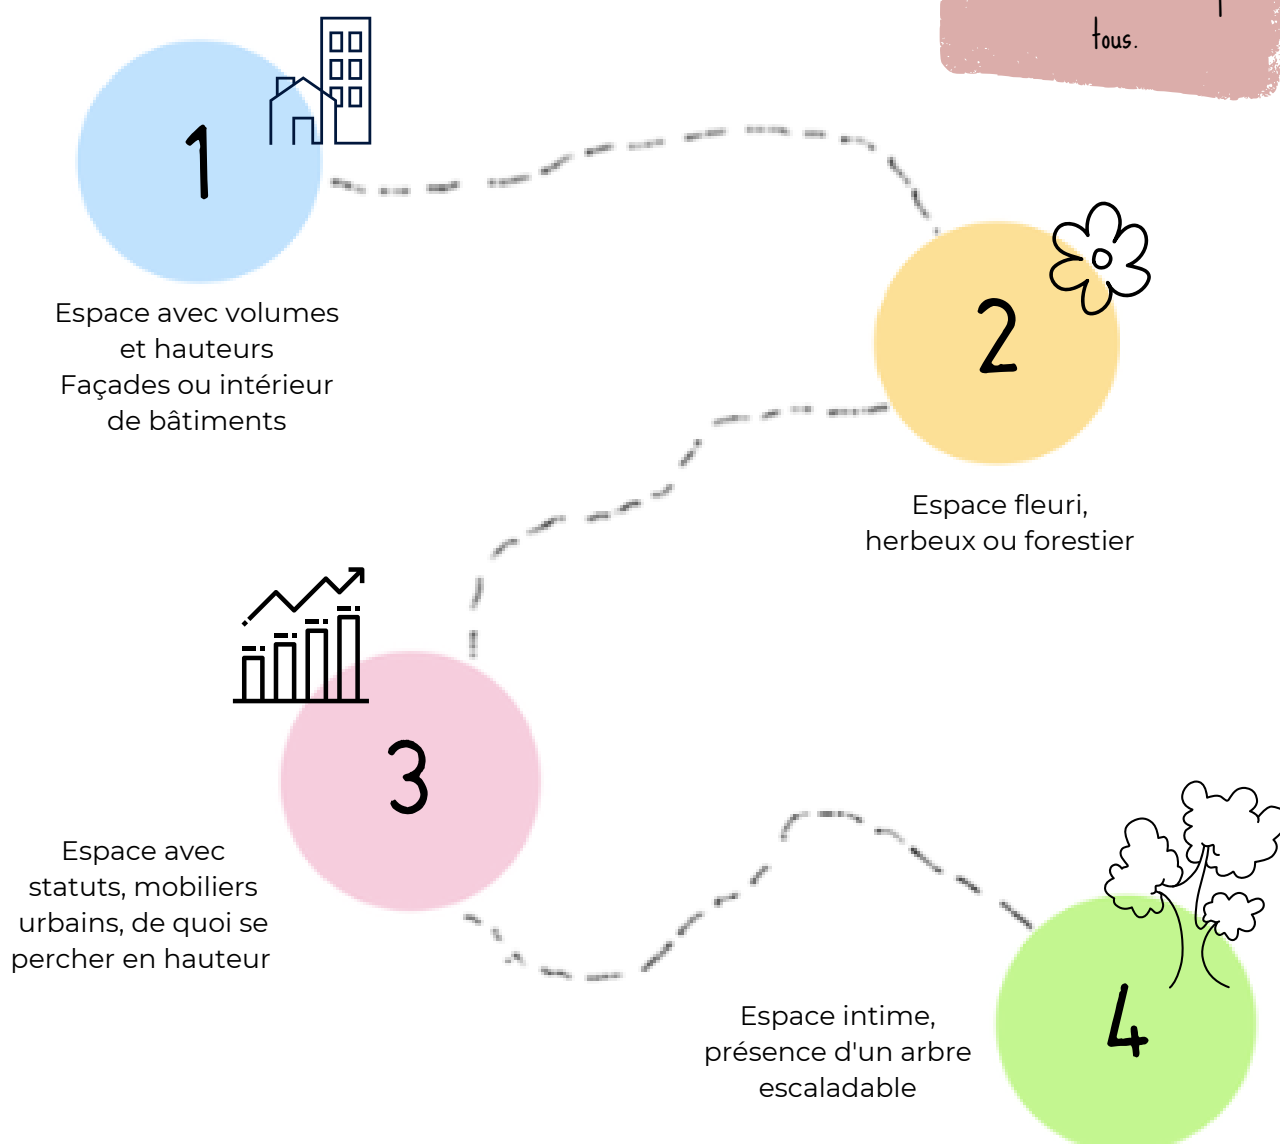 tous.
1
Espace avec volumes
et hauteurs
Façades ou intérieur
de bâtiments
2
Espace fleuri,
herbeux ou forestier
3
Espace avec
statuts, mobiliers
urbains, de quoi se
percher en hauteur
4
Espace intime,
présence d'un arbre
escaladable